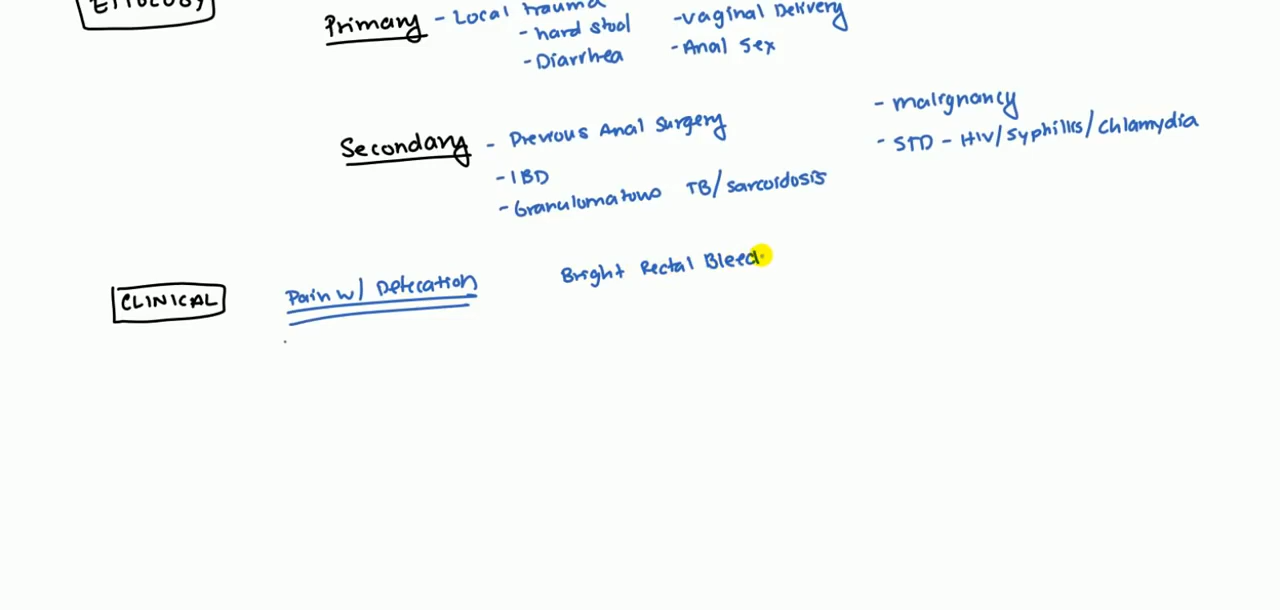 ETIOLOGY
Primary - Local trauma
- hard stool
- Diarrhea
- vaginal Delivery
- Anal sex
Secondary - Previous Anal Surgery
- IBD
- Granulomatous TB/sarcoidosis
- malignancy
- STD - HIV/Syphilis/Chlamydia
CLINICAL
Pain w/ Defecation
Bright Rectal Bleed